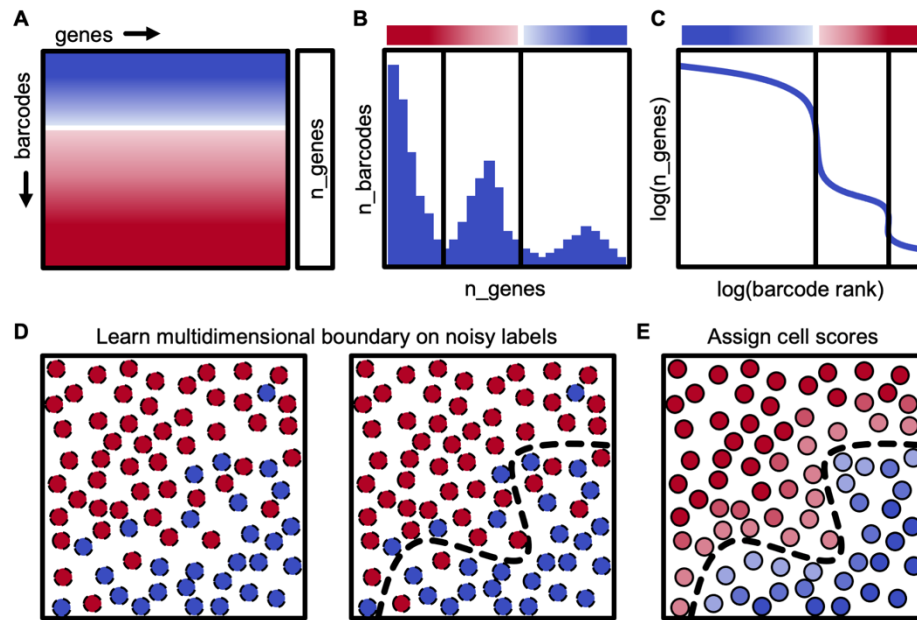 A
genes
barcodes
n_genes
B
n_barcodes
n_genes
C
log(n_genes)
log(barcode rank)
D
Learn multidimensional boundary on noisy labels
E
Assign cell scores